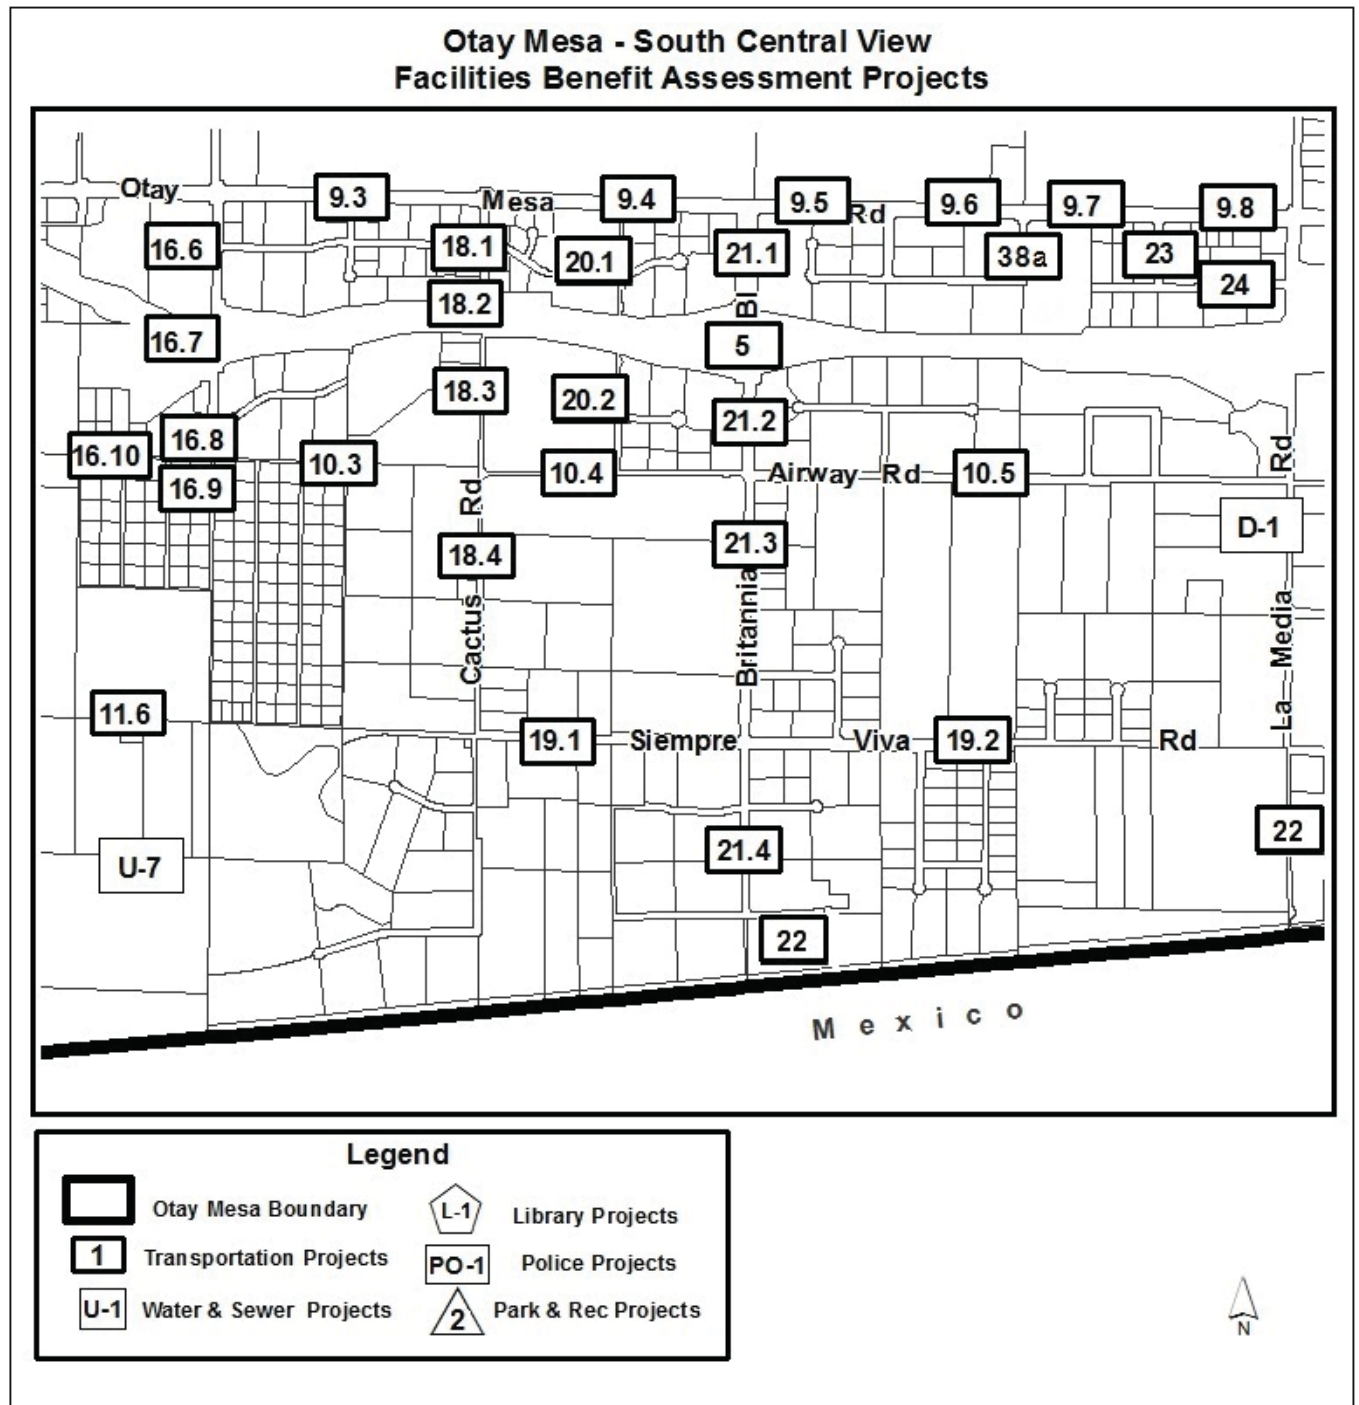 Otay Mesa - South Central View
Facilities Benefit Assessment Projects
Otay
9.3
Mesa
9.4
9.5
Rd
9.6
9.7
9.8
16.6
18.1
20.1
21.1
38a
23
24
18.2
Bl
16.7
5
18.3
20.2
21.2
16.8
16.10
10.3
16.9
10.4
Airway Rd
10.5
Rd
Rd
D-1
18.4
21.3
Cactus
Britannia
La Media
11.6
19.1
Siempre
Viva
19.2
Rd
22
21.4
U-7
22
Mexico
Legend
Otay Mesa Boundary
L-1
Library Projects
1
Transportation Projects
PO-1
Police Projects
U-1
Water & Sewer Projects
2
Park & Rec Projects
N